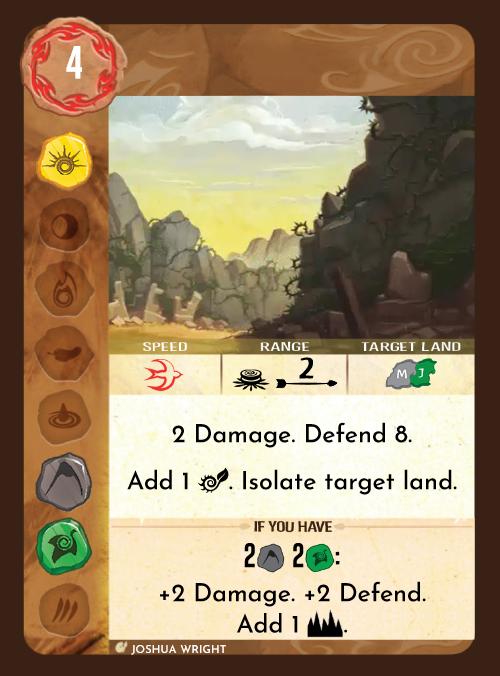 4
SPEED RANGE TARGET LAND
2 M J
2 Damage. Defend 8.
Add 1 . Isolate target land.
IF YOU HAVE
2 2 :
+2 Damage. +2 Defend.
Add 1 .
JOSHUA WRIGHT